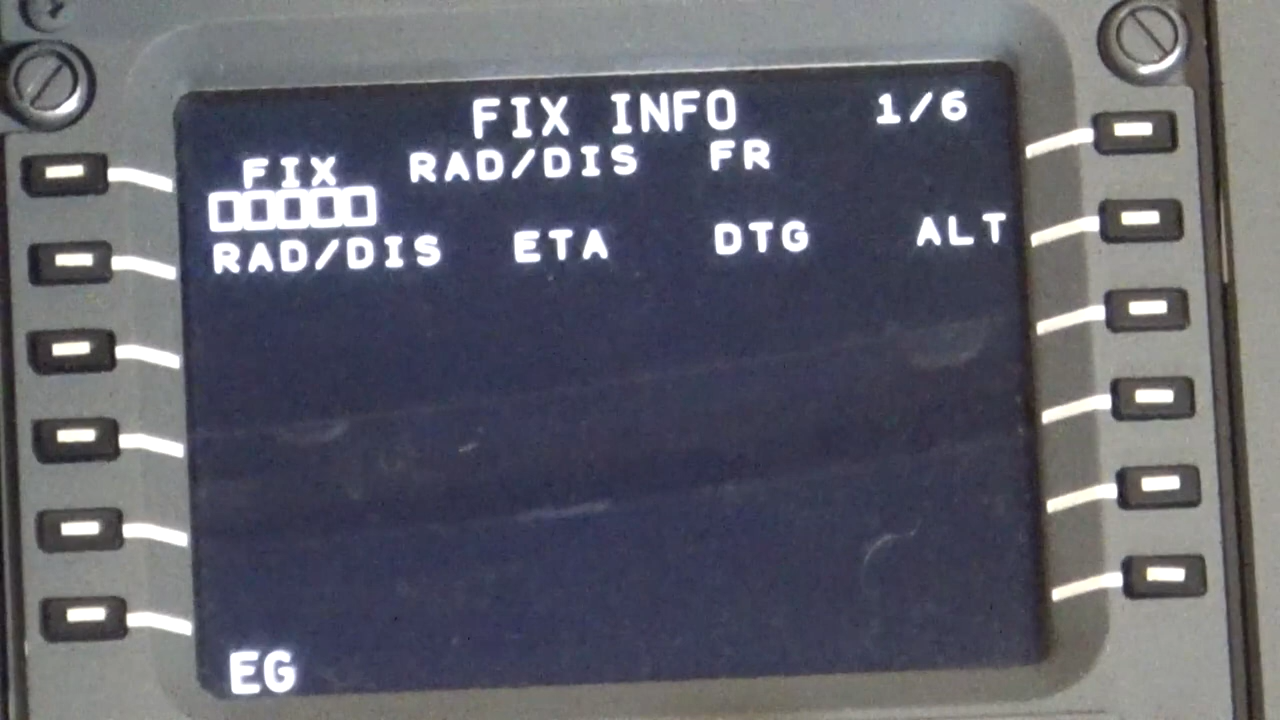 FIX INFO 1/6
FIX RAD/DIS FR
□□□□□
RAD/DIS ETA DTG ALT
EG